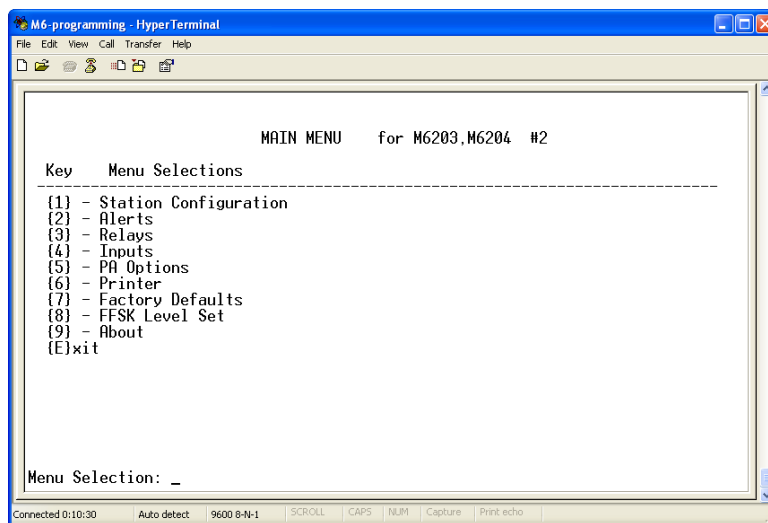 M6-programming - HyperTerminal
File Edit View Call Transfer Help
MAIN MENU for M6203,M6204 #2
Key Menu Selections
{1} - Station Configuration
{2} - Alerts
{3} - Relays
{4} - Inputs
{5} - PA Options
{6} - Printer
{7} - Factory Defaults
{8} - FFSK Level Set
{9} - About
{E}xit
Menu Selection: _
Connected 0:10:30 Auto detect 9600 8-N-1 SCROLL CAPS NUM Capture Print echo